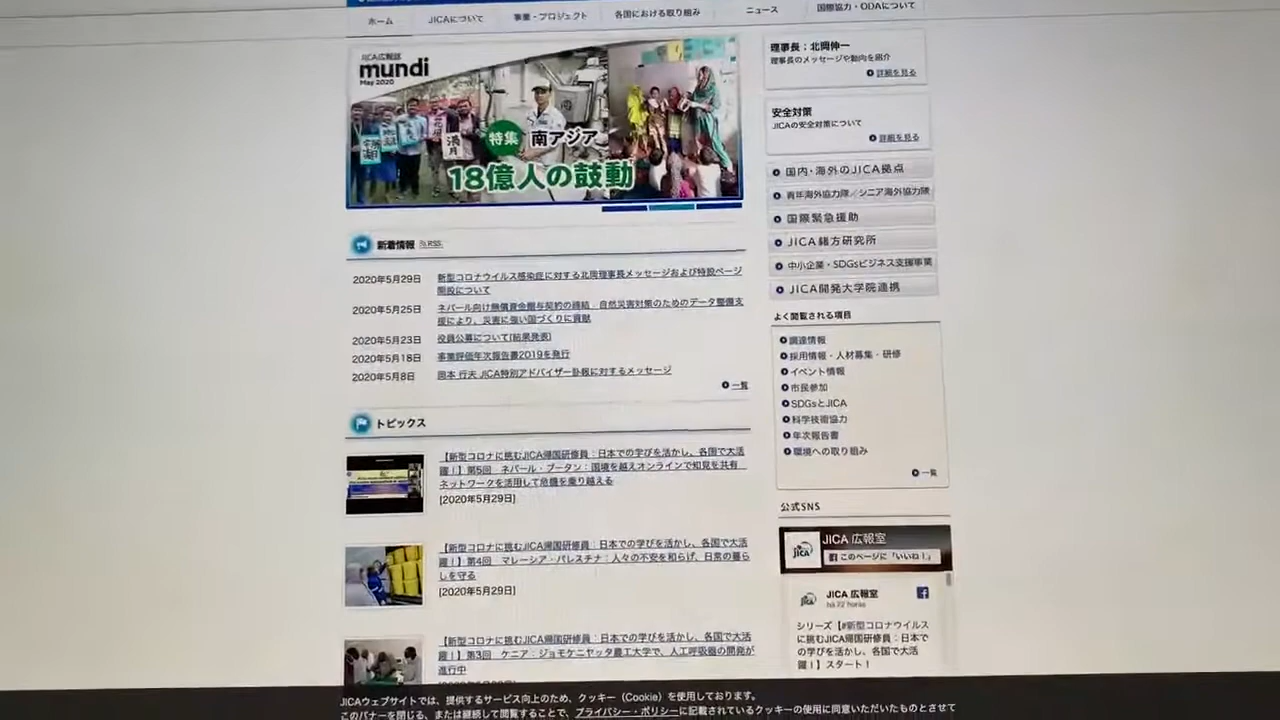 ホーム
JICAについて
事業・プロジェクト
各国における取り組み
ニュース
国際協力・ODAについて
JICA広報誌
mundi
May 2020
満月
特集
南アジア
18億人の鼓動
新着情報
RSS
2020年5月29日
新型コロナウイルス感染症に対する北岡理事長メッセージおよび特設ページ
開設について
2020年5月25日
ネパール向け無償資金贈与契約の締結：自然災害対策のためのデータ整備支
援により、災害に強い国づくりに貢献
2020年5月23日
役員公募について[結果発表]
2020年5月18日
事業評価年次報告書2019を発行
2020年5月8日
岡本 行夫 JICA特別アドバイザー訃報に対するメッセージ
一覧
トピックス
【新型コロナに挑むJICA帰国研修員：日本での学びを活かし、各国で大活
躍！】第5回　ネパール・ブータン：国境を越えオンラインで知見を共有
ネットワークを活用して危機を乗り越える
[2020年5月29日]
【新型コロナに挑むJICA帰国研修員：日本での学びを活かし、各国で大活
躍！】第4回　マレーシア・パレスチナ：人々の不安を和らげ、日常の暮ら
しを守る
[2020年5月29日]
【新型コロナに挑むJICA帰国研修員：日本での学びを活かし、各国で大活
躍！】第3回　ケニア：ジョモケニヤッタ農工大学で、人工呼吸器の開発が
進行中
理事長：北岡伸一
理事長のメッセージや動向を紹介
詳細を見る
安全対策
JICAの安全対策について
詳細を見る
国内・海外のJICA拠点
青年海外協力隊／シニア海外協力隊
国際緊急援助
JICA緒方研究所
中小企業・SDGsビジネス支援事業
JICA開発大学院連携
よく閲覧される項目
調達情報
採用情報・人材募集・研修
イベント情報
市民参加
SDGsとJICA
科学技術協力
年次報告書
環境への取り組み
一覧
公式SNS
JICA
JICA 広報室
このページに「いいね！」
JICA 広報室
há 22 horas
シリーズ【#新型コロナウイルス
に挑むJICA帰国研修員：日本で
の学びを活かし、各国で大活
躍！】スタート！
JICAウェブサイトでは、提供するサービス向上のため、クッキー（Cookie）を使用しております。
このバナーを閉じる、または継続して閲覧することで、プライバシー・ポリシーに記載されているクッキーの使用に同意いただいたものとさせて